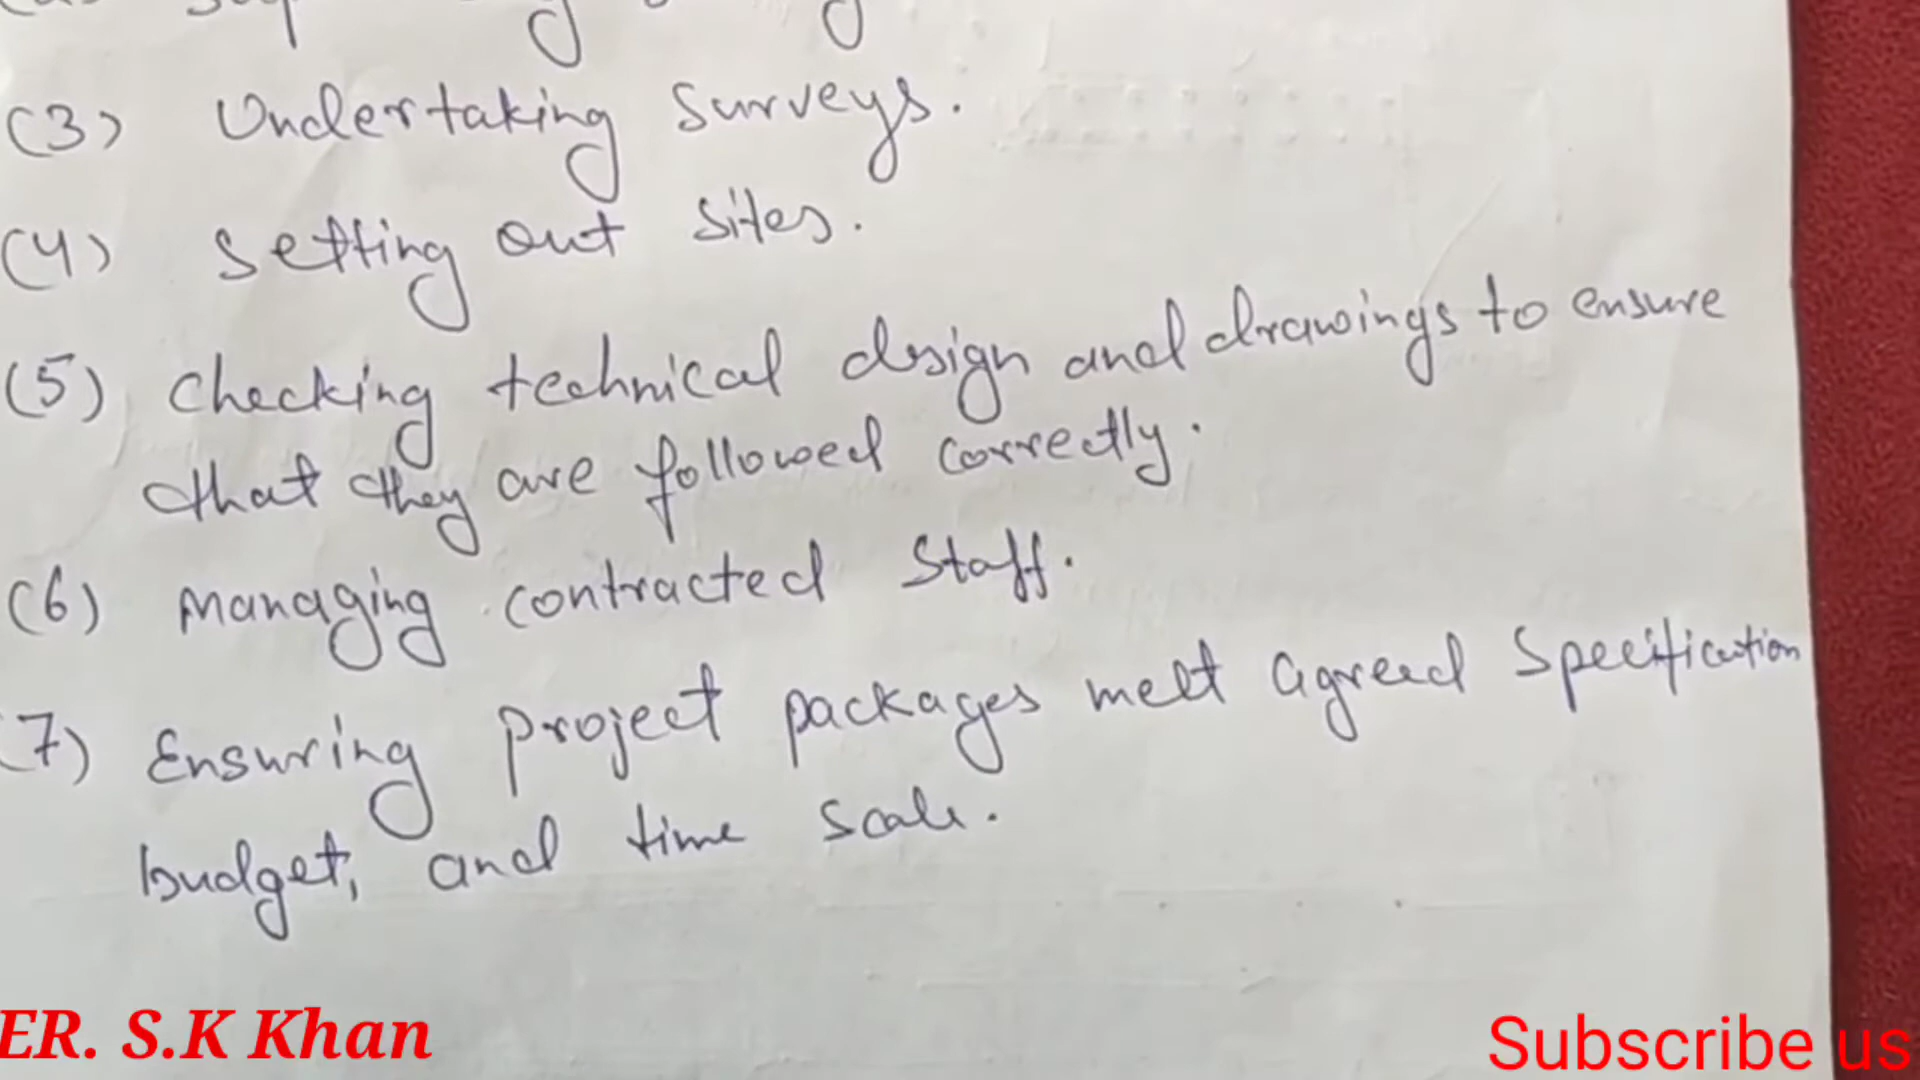 (3) Undertaking surveys.
(4) Setting out sites.
(5) Checking technical design and drawings to ensure
that they are followed correctly.
(6) Managing contracted staff.
(7) Ensuring project packages meet agreed specification
budget, and time scale.
ER. S.K Khan
Subscribe us